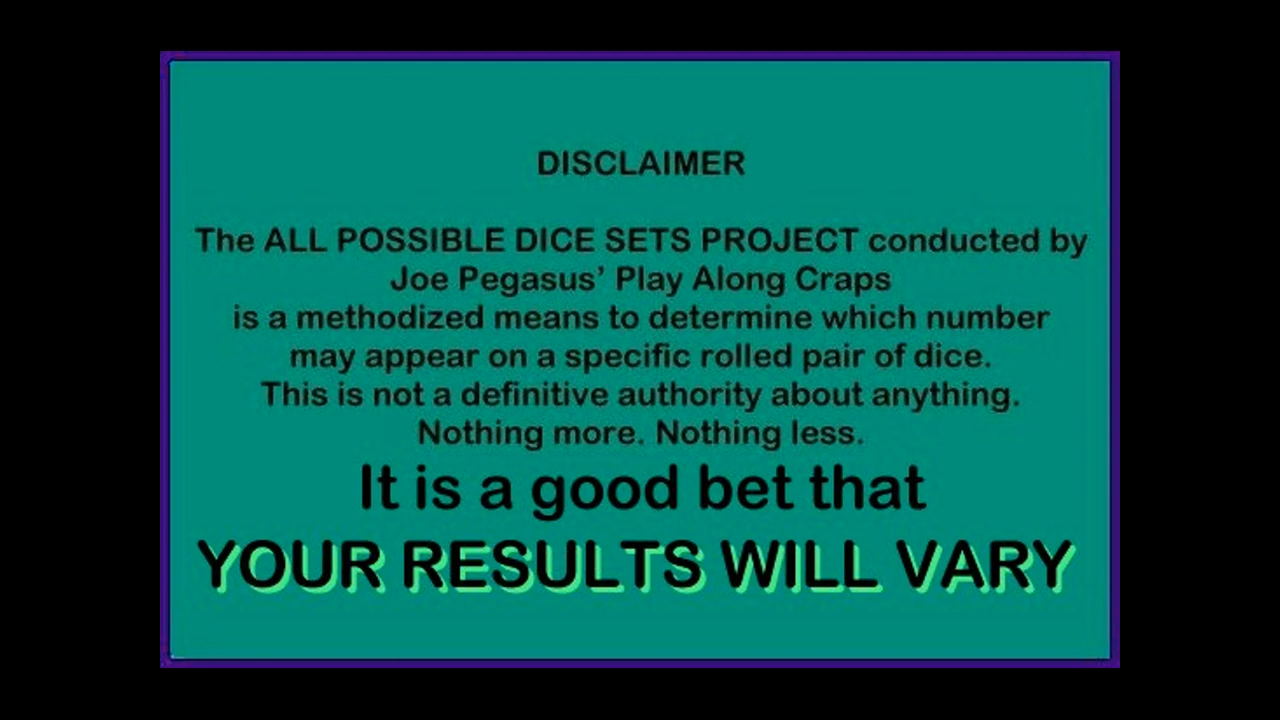 DISCLAIMER
The ALL POSSIBLE DICE SETS PROJECT conducted by
Joe Pegasus’ Play Along Craps
is a methodized means to determine which number
may appear on a specific rolled pair of dice.
This is not a definitive authority about anything.
Nothing more. Nothing less.
It is a good bet that
YOUR RESULTS WILL VARY